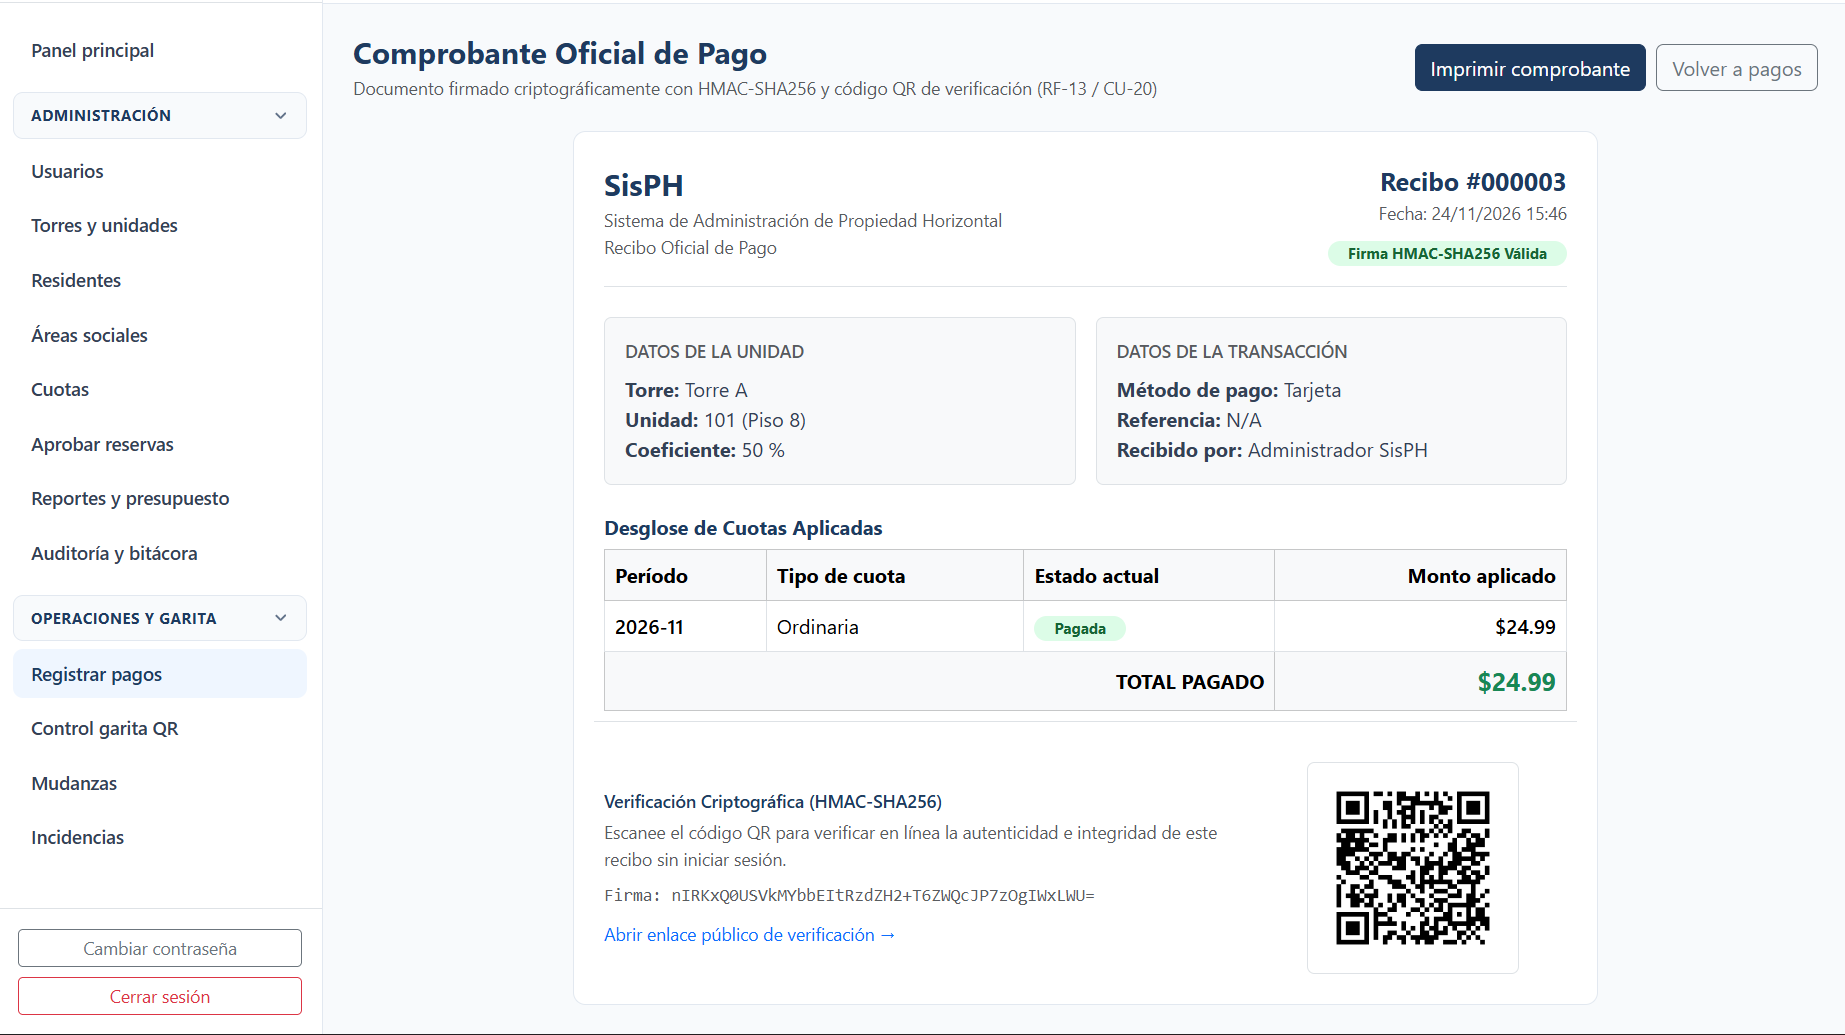 Panel principal
ADMINISTRACIÓN
Usuarios
Torres y unidades
Residentes
Áreas sociales
Cuotas
Aprobar reservas
Reportes y presupuesto
Auditoría y bitácora
OPERACIONES Y GARITA
Registrar pagos
Control garita QR
Mudanzas
Incidencias
Cambiar contraseña
Cerrar sesión
Comprobante Oficial de Pago
Documento firmado criptográficamente con HMAC-SHA256 y código QR de verificación (RF-13 / CU-20)
Imprimir comprobante
Volver a pagos
SisPH
Sistema de Administración de Propiedad Horizontal
Recibo Oficial de Pago
Recibo #000003
Fecha: 24/11/2026 15:46
Firma HMAC-SHA256 Válida
DATOS DE LA UNIDAD
Torre: Torre A
Unidad: 101 (Piso 8)
Coeficiente: 50 %
DATOS DE LA TRANSACCIÓN
Método de pago: Tarjeta
Referencia: N/A
Recibido por: Administrador SisPH
Desglose de Cuotas Aplicadas
Período Tipo de cuota Estado actual Monto aplicado
2026-11 Ordinaria Pagada $24.99
TOTAL PAGADO $24.99
Verificación Criptográfica (HMAC-SHA256)
Escanee el código QR para verificar en línea la autenticidad e integridad de este
recibo sin iniciar sesión.
Firma: nIRKxQ0USVkMYbbEItRzdZH2+T6ZWQcJP7zOgIWxLWU=
Abrir enlace público de verificación →